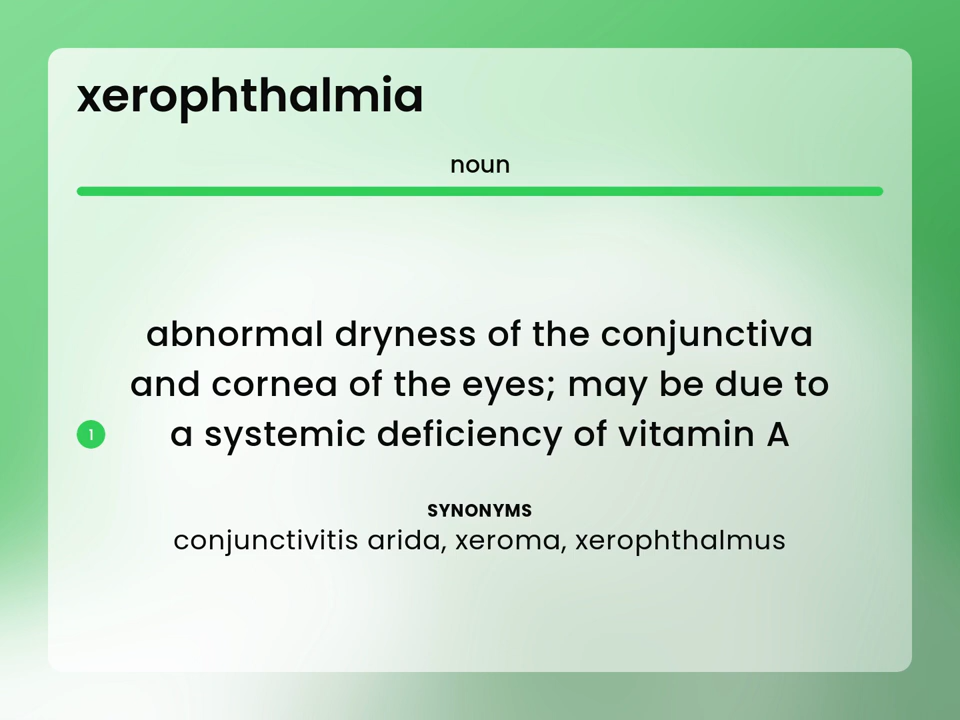 xerophthalmia
noun
abnormal dryness of the conjunctiva
and cornea of the eyes; may be due to
1 a systemic deficiency of vitamin A
SYNONYMS
conjunctivitis arida, xeroma, xerophthalmus